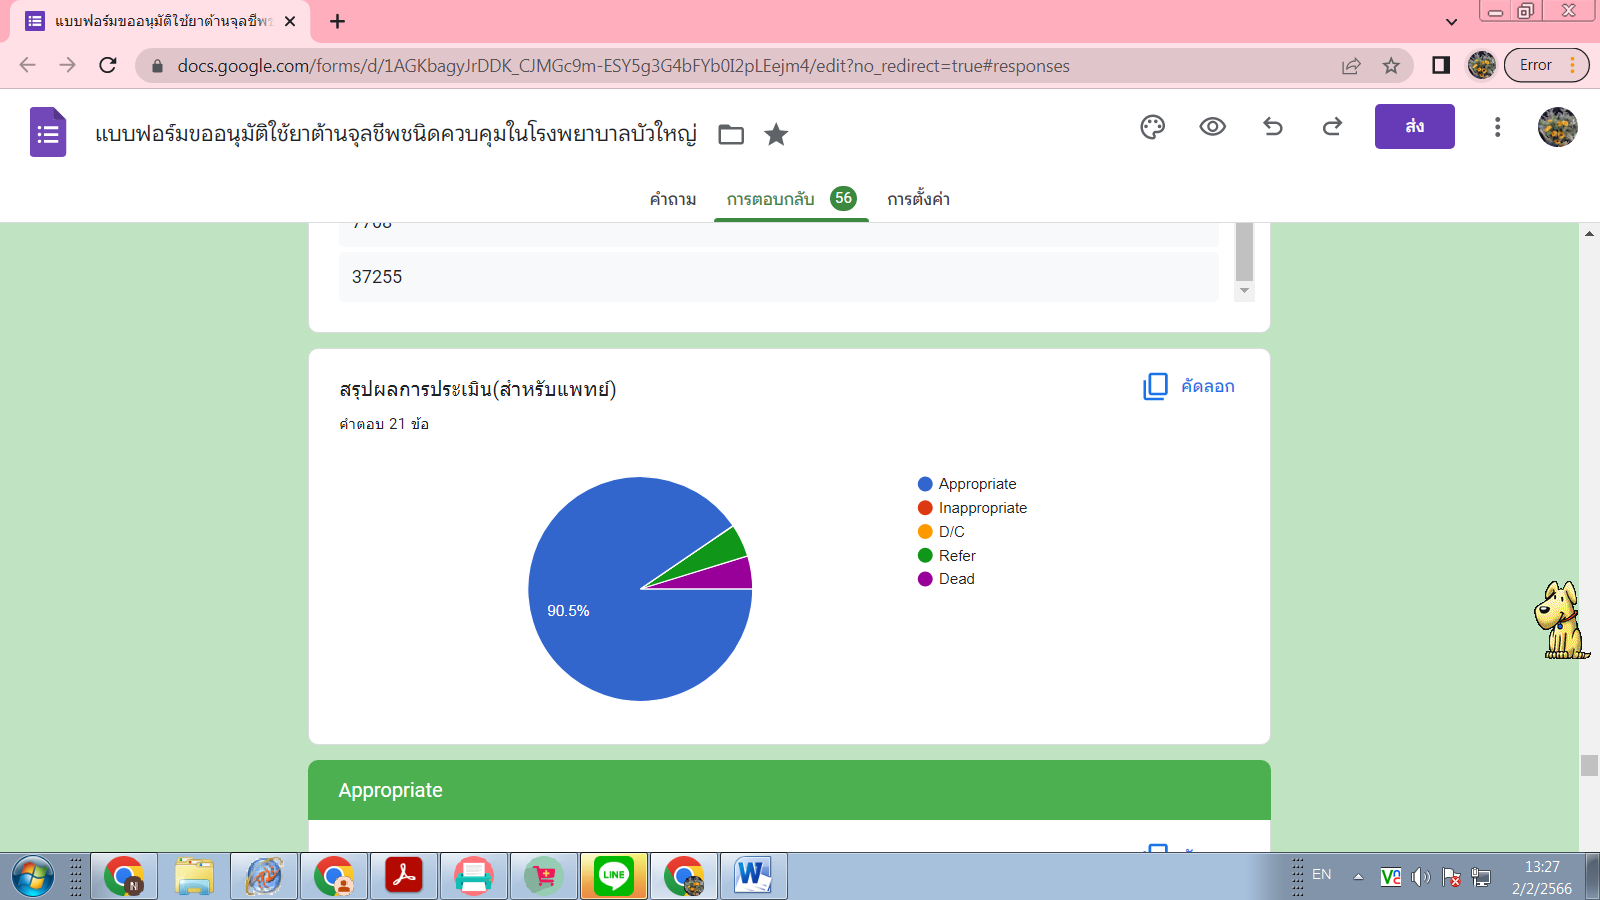 แบบฟอร์มขออนุมัติใช้ยาต้านจุลชีพช
docs.google.com/forms/d/1AGKbagyJrDDK_CJMGc9m-ESY5g3G4bFYb0I2pLEejm4/edit?no_redirect=true#responses
Error
แบบฟอร์มขออนุมัติใช้ยาต้านจุลชีพชนิดควบคุมในโรงพยาบาลบัวใหญ่
ส่ง
คำถาม
การตอบกลับ 56
การตั้งค่า
7768
37255
สรุปผลการประเมิน(สำหรับแพทย์)
คัดลอก
คำตอบ 21 ข้อ
Appropriate
Inappropriate
D/C
Refer
Dead
90.5%
Appropriate
N
LINE
W
EN
VNC
13:27
2/2/2566